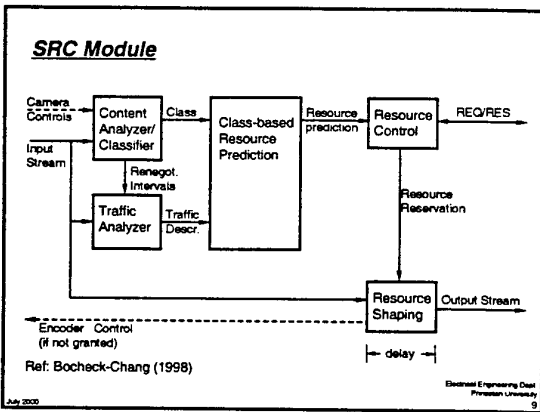 SRC Module
Camera
Controls
Input
Stream
Content
Analyzer/
Classifier
Class
Renegot.
Intervals
Traffic
Analyzer
Traffic
Descr.
Class-based
Resource
Prediction
Resource
prediction
Resource
Control
REQ/RES
Resource
Reservation
Resource
Shaping
Output Stream
Encoder Control
(if not granted)
delay
Ref: Bocheck-Chang (1998)
July 2000
Electrical Engineering Dept
Princeton University
9